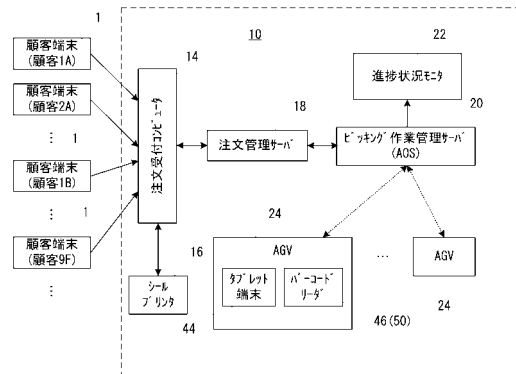 1
10
22
顧客端末
(顧客1A)
14
進捗状況モニタ
顧客端末
(顧客2A)
18
20
⋮
1
注文受付コンピュータ
注文管理サーバ
ピッキング作業管理サーバ
(AOS)
顧客端末
(顧客1B)
⋮
1
24
顧客端末
(顧客9F)
16
AGV
…
AGV
⋮
シール
プリンタ
タブレット
端末
バーコード
リーダ
24
44
46(50)